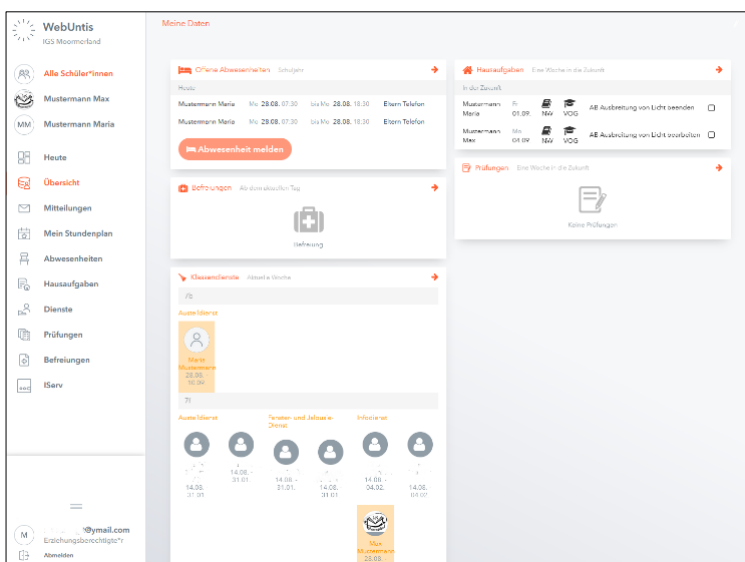 WebUntis
IGS Moormerland
Alle Schüler*innen
Mustermann Max
MM Mustermann Maria
Heute
Übersicht
Mitteilungen
Mein Stundenplan
Abwesenheiten
Hausaufgaben
Dienste
Prüfungen
Befreiungen
IServ
@ymail.com
M
Erziehungsberechtigte*r
Abmelden
Meine Daten
Offene Abwesenheiten Schuljahr
Heute
Mustermann Maria Mo 28.08. 07:30 bis Mo 28.08. 18:30 Eltern Telefon
Mustermann Maria Mo 28.08. 07:30 bis Mo 28.08. 18:30 Eltern Telefon
Abwesenheit melden
Befreiungen Ab dem aktuellen Tag
Befreiung
Klassendienste Aktuelle Woche
Austeildienst
Maria
Mustermann
28.08. -
10.09.
Austeildienst Fenster- und Jalousie-Dienst Infodienst
14.08. -
31.01.
14.08. -
31.01.
14.08. -
31.01.
14.08. -
31.01.
14.08. -
04.02.
14.08. -
04.02.
Max
Mustermann
28.08. -
Hausaufgaben Eine Woche in die Zukunft
In der Zukunft
Mustermann Maria Fr 01.09. NW VOG AB Ausbreitung von Licht beenden
Mustermann Max Mo 04.09. NW VOG AB Ausbreitung von Licht bearbeiten
Prüfungen Eine Woche in die Zukunft
Keine Prüfungen